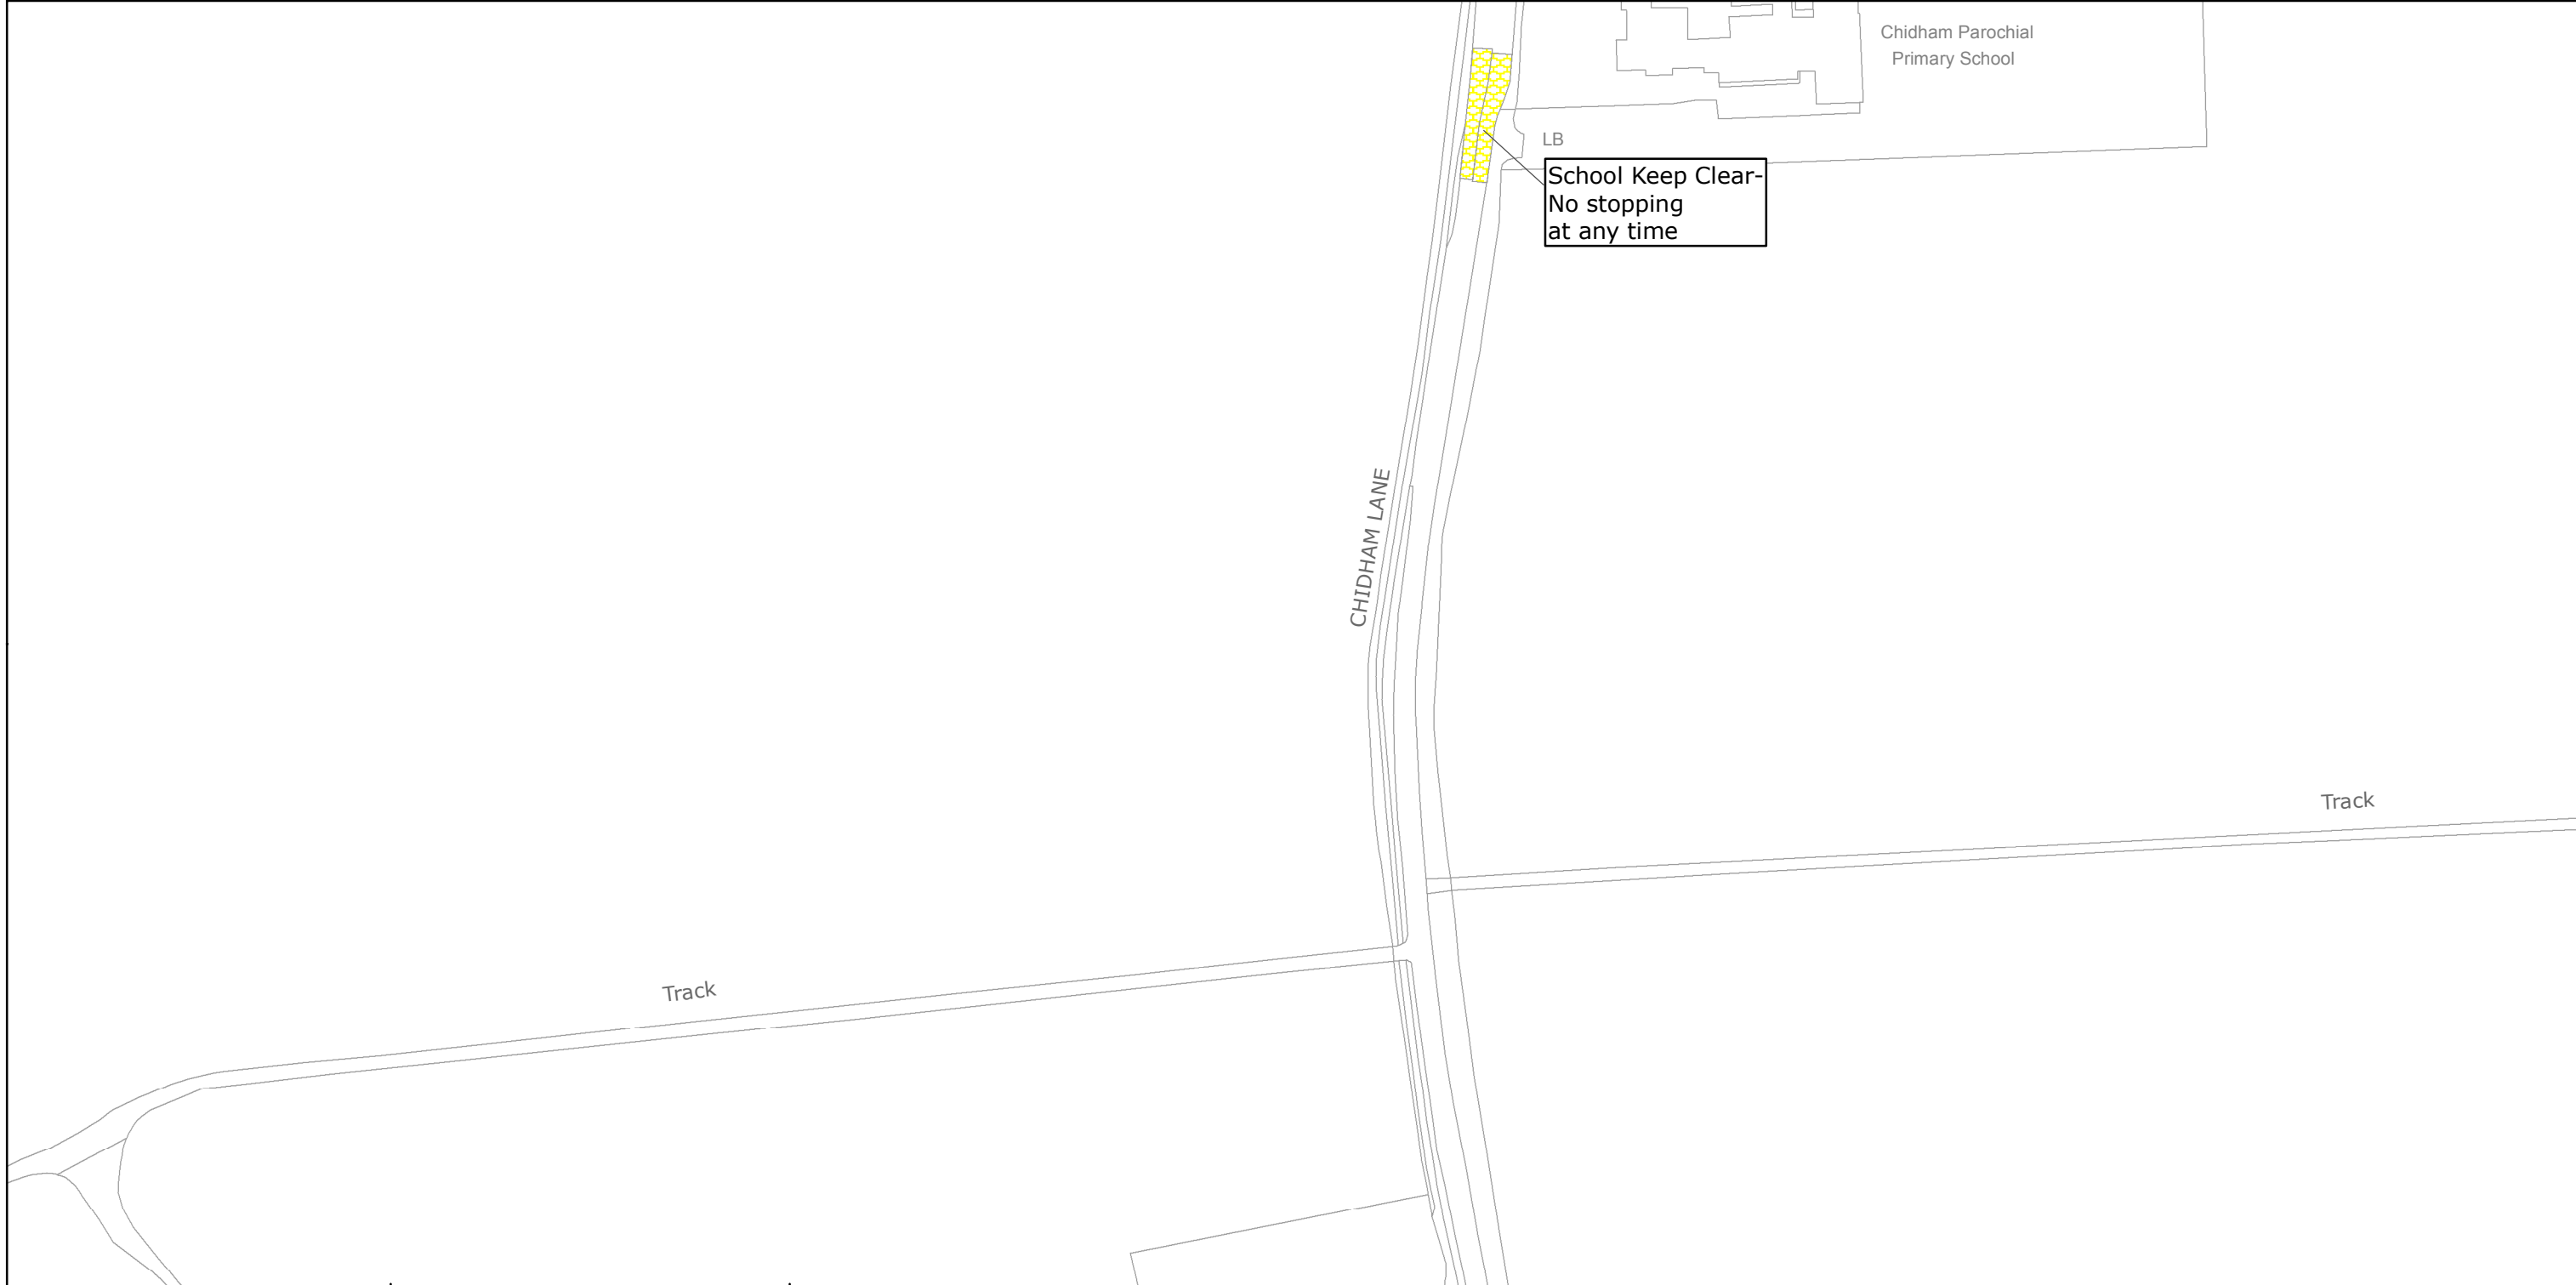 Chidham Parochial
Primary School
LB
School Keep Clear-
No stopping
at any time
CHIDHAM LANE
Track
Track